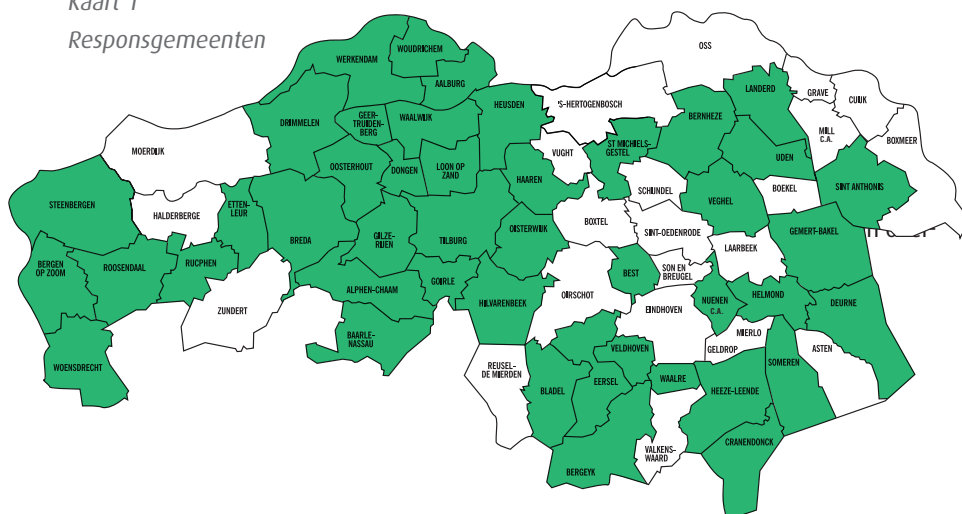 Kaart 1
Responsgemeenten
OSS
WOUDRICHEM
WERKENDAM
AALBURG
LANDERD
GRAVE
CUIJK
HEUSDEN
'S-HERTOGENBOSCH
BERNHEZE
GEER-
TRUIDEN-
BERG
WAALWIJK
DRIMMELEN
MILL
C.A.
BOXMEER
MOERDIJK
VUGHT
ST MICHIELS-
GESTEL
OOSTERHOUT
DONGEN
LOON OP
ZAND
UDEN
HAAREN
SCHIJNDEL
BOEKEL
SINT ANTHONIS
STEENBERGEN
HALDERBERGE
ETTEN-
LEUR
VEGHEL
BOXTEL
BREDA
GILZE-
RIJEN
TILBURG
OISTERWIJK
SINT-OEDENRODE
GEMERT-BAKEL
LAARBEEK
BERGEN
OP ZOOM
ROOSENDAAL
RUCPHEN
BEST
SON EN
BREUGEL
ALPHEN-CHAAM
GOIRLE
OIRSCHOT
NUENEN
C.A.
HELMOND
DEURNE
ZUNDERT
HILVARENBEEK
EINDHOVEN
BAARLE-
NASSAU
MIERLO
VELDHOVEN
GELDROP
ASTEN
SOMEREN
WOENSDRECHT
REUSEL-
DE MIERDEN
BLADEL
EERSEL
WAALRE
HEEZE-LEENDE
CRANENDONCK
VALKENS-
WAARD
BERGEYK